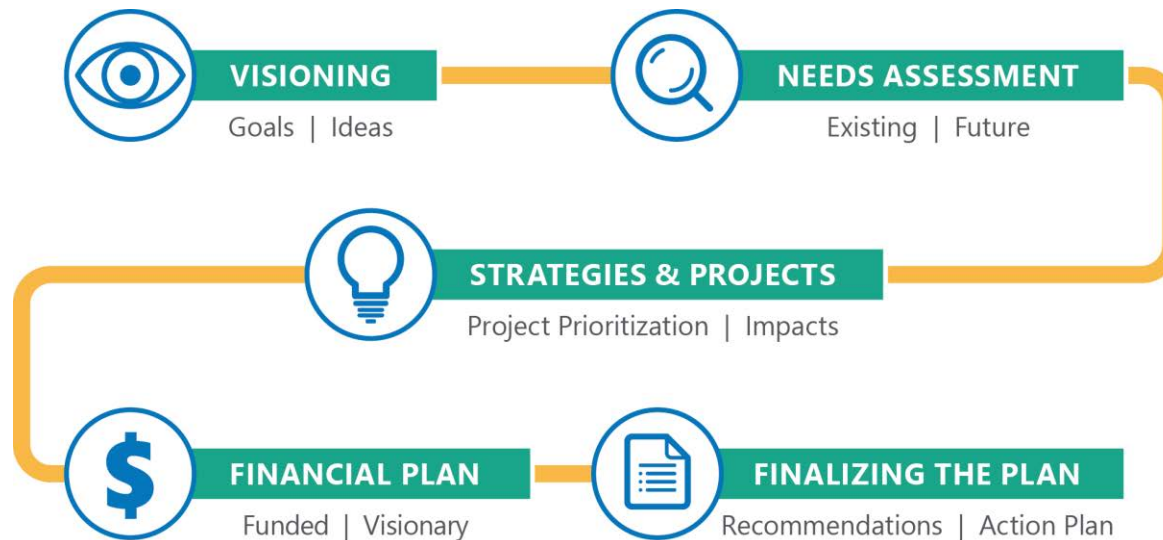 VISIONING
Goals | Ideas
NEEDS ASSESSMENT
Existing | Future
STRATEGIES & PROJECTS
Project Prioritization | Impacts
$
FINANCIAL PLAN
Funded | Visionary
FINALIZING THE PLAN
Recommendations | Action Plan